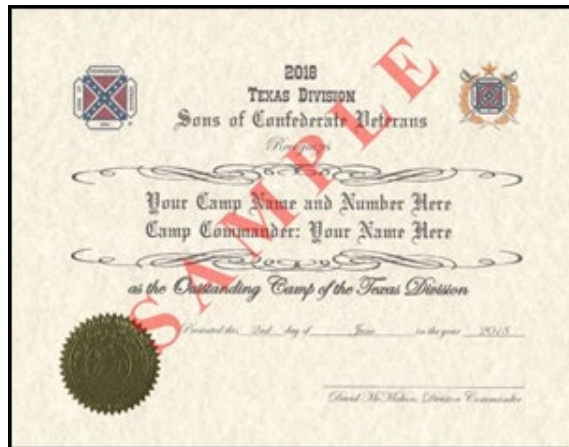 2018
TEXAS DIVISION
Sons of Confederate Veterans
Recognizes
Your Camp Name and Number Here
Camp Commander: Your Name Here
as the Outstanding Camp of the Texas Division
Presented this 2nd day of June in the year 2018
David McMahon, Division Commander
SAMPLE